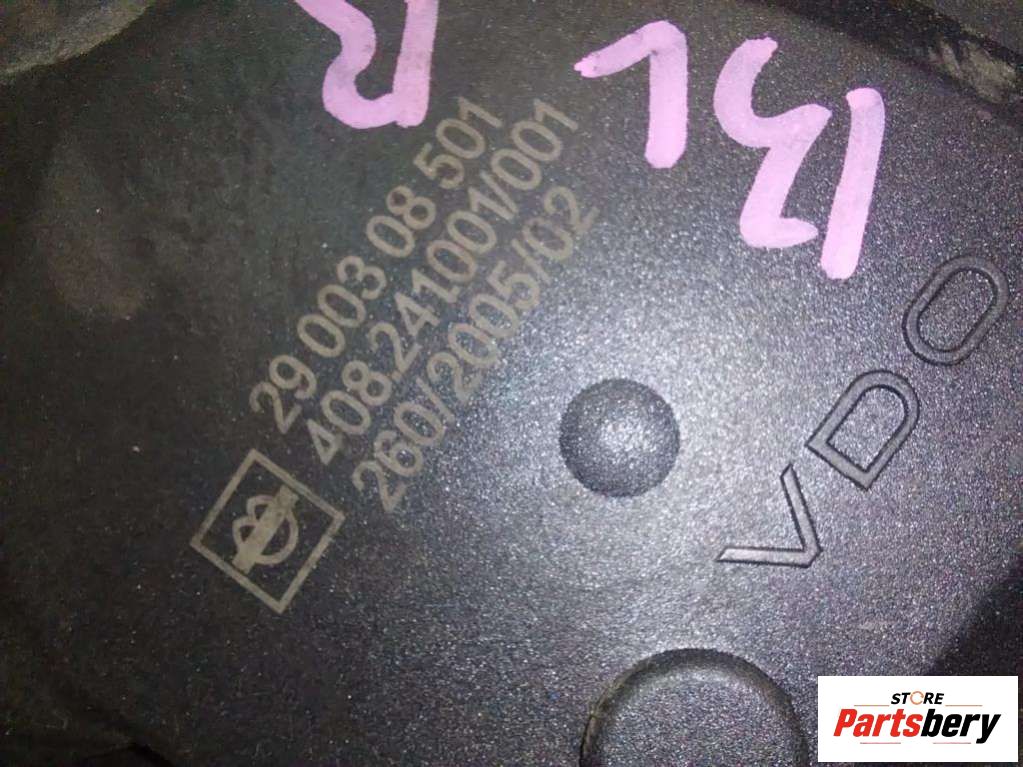 29 003 08 501
408.241001/001
260/2005/02
VDO
STORE
Partsbery